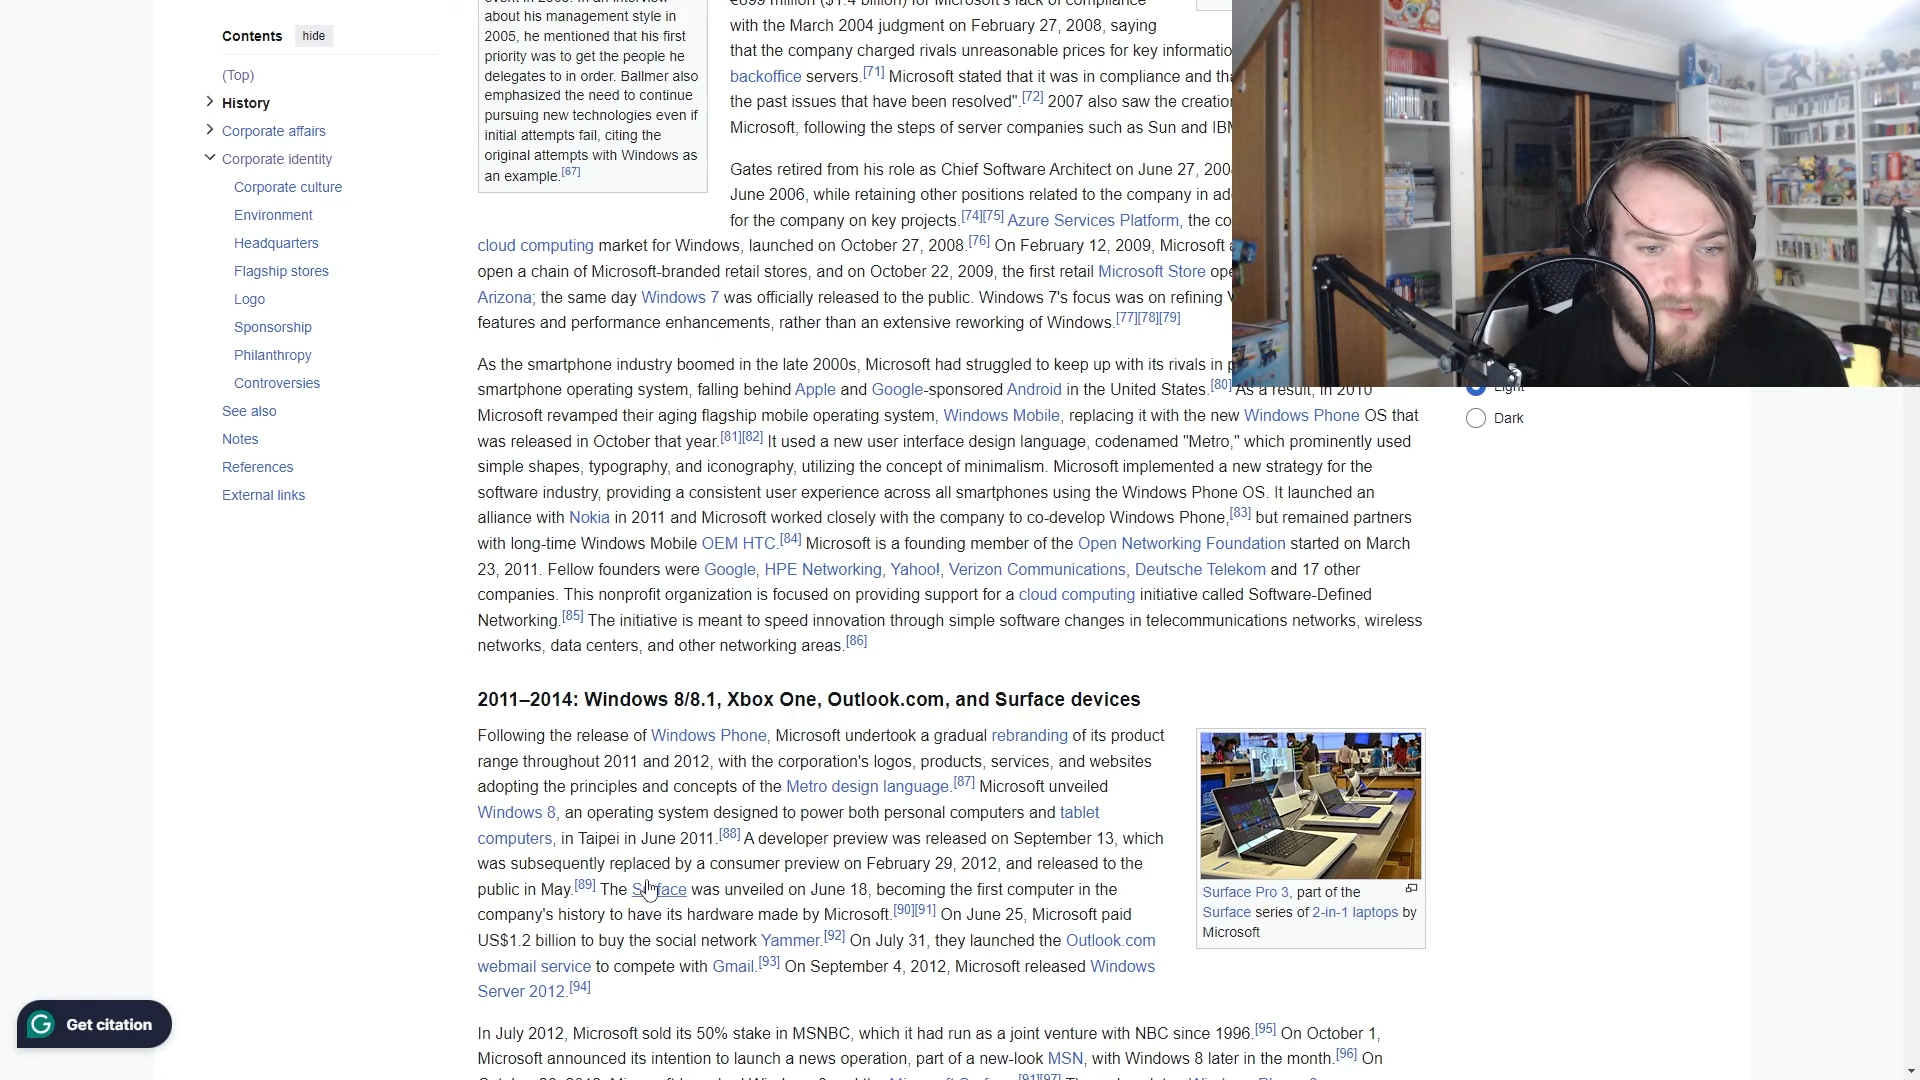 Contents hide
(Top)
History
Corporate affairs
Corporate identity
Corporate culture
Environment
Headquarters
Flagship stores
Logo
Sponsorship
Philanthropy
Controversies
See also
Notes
References
External links
about his management style in
2005, he mentioned that his first
priority was to get the people he
delegates to in order. Ballmer also
emphasized the need to continue
pursuing new technologies even if
initial attempts fail, citing the
original attempts with Windows as
an example.[67]
€899 million ($1.4 billion) for Microsoft's lack of compliance
with the March 2004 judgment on February 27, 2008, saying
that the company charged rivals unreasonable prices for key informatio
backoffice servers.[71] Microsoft stated that it was in compliance and tha
the past issues that have been resolved".[72] 2007 also saw the creation
Microsoft, following the steps of server companies such as Sun and IBM
Gates retired from his role as Chief Software Architect on June 27, 200
June 2006, while retaining other positions related to the company in ad
for the company on key projects.[74][75] Azure Services Platform, the co
cloud computing market for Windows, launched on October 27, 2008.[76] On February 12, 2009, Microsoft a
open a chain of Microsoft-branded retail stores, and on October 22, 2009, the first retail Microsoft Store ope
Arizona; the same day Windows 7 was officially released to the public. Windows 7's focus was on refining V
features and performance enhancements, rather than an extensive reworking of Windows.[77][78][79]
As the smartphone industry boomed in the late 2000s, Microsoft had struggled to keep up with its rivals in p
smartphone operating system, falling behind Apple and Google-sponsored Android in the United States.[80] As a result, in 2010
Microsoft revamped their aging flagship mobile operating system, Windows Mobile, replacing it with the new Windows Phone OS that
was released in October that year.[81][82] It used a new user interface design language, codenamed "Metro," which prominently used
simple shapes, typography, and iconography, utilizing the concept of minimalism. Microsoft implemented a new strategy for the
software industry, providing a consistent user experience across all smartphones using the Windows Phone OS. It launched an
alliance with Nokia in 2011 and Microsoft worked closely with the company to co-develop Windows Phone,[83] but remained partners
with long-time Windows Mobile OEM HTC.[84] Microsoft is a founding member of the Open Networking Foundation started on March
23, 2011. Fellow founders were Google, HPE Networking, Yahoo!, Verizon Communications, Deutsche Telekom and 17 other
companies. This nonprofit organization is focused on providing support for a cloud computing initiative called Software-Defined
Networking.[85] The initiative is meant to speed innovation through simple software changes in telecommunications networks, wireless
networks, data centers, and other networking areas.[86]
Light
Dark
2011–2014: Windows 8/8.1, Xbox One, Outlook.com, and Surface devices
Following the release of Windows Phone, Microsoft undertook a gradual rebranding of its product
range throughout 2011 and 2012, with the corporation's logos, products, services, and websites
adopting the principles and concepts of the Metro design language.[87] Microsoft unveiled
Windows 8, an operating system designed to power both personal computers and tablet
computers, in Taipei in June 2011.[88] A developer preview was released on September 13, which
was subsequently replaced by a consumer preview on February 29, 2012, and released to the
public in May.[89] The Surface was unveiled on June 18, becoming the first computer in the
company's history to have its hardware made by Microsoft.[90][91] On June 25, Microsoft paid
US$1.2 billion to buy the social network Yammer.[92] On July 31, they launched the Outlook.com
webmail service to compete with Gmail.[93] On September 4, 2012, Microsoft released Windows
Server 2012.[94]
Surface Pro 3, part of the
Surface series of 2-in-1 laptops by
Microsoft
In July 2012, Microsoft sold its 50% stake in MSNBC, which it had run as a joint venture with NBC since 1996.[95] On October 1,
Microsoft announced its intention to launch a news operation, part of a new-look MSN, with Windows 8 later in the month.[96] On
Get citation